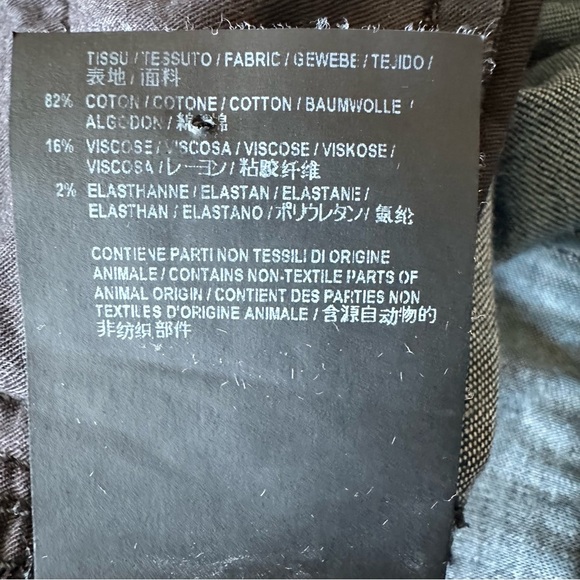 TISSU / TESSUTO / FABRIC / GEWEBE / TEJIDO /
表地 / 面料
82% COTON / COTONE / COTTON / BAUMWOLLE /
ALGODON / 綿 棉
16% VISCOSE / VISCOSA / VISCOSE / VISKOSE /
VISCOSA / レーヨン / 粘胶纤维
2% ELASTHANNE / ELASTAN / ELASTANE /
ELASTHAN / ELASTANO / ポリウレタン / 氨纶
CONTIENE PARTI NON TESSILI DI ORIGINE
ANIMALE / CONTAINS NON-TEXTILE PARTS OF
ANIMAL ORIGIN / CONTIENT DES PARTIES NON
TEXTILES D'ORIGINE ANIMALE / 含源自动物的
非纺织部件